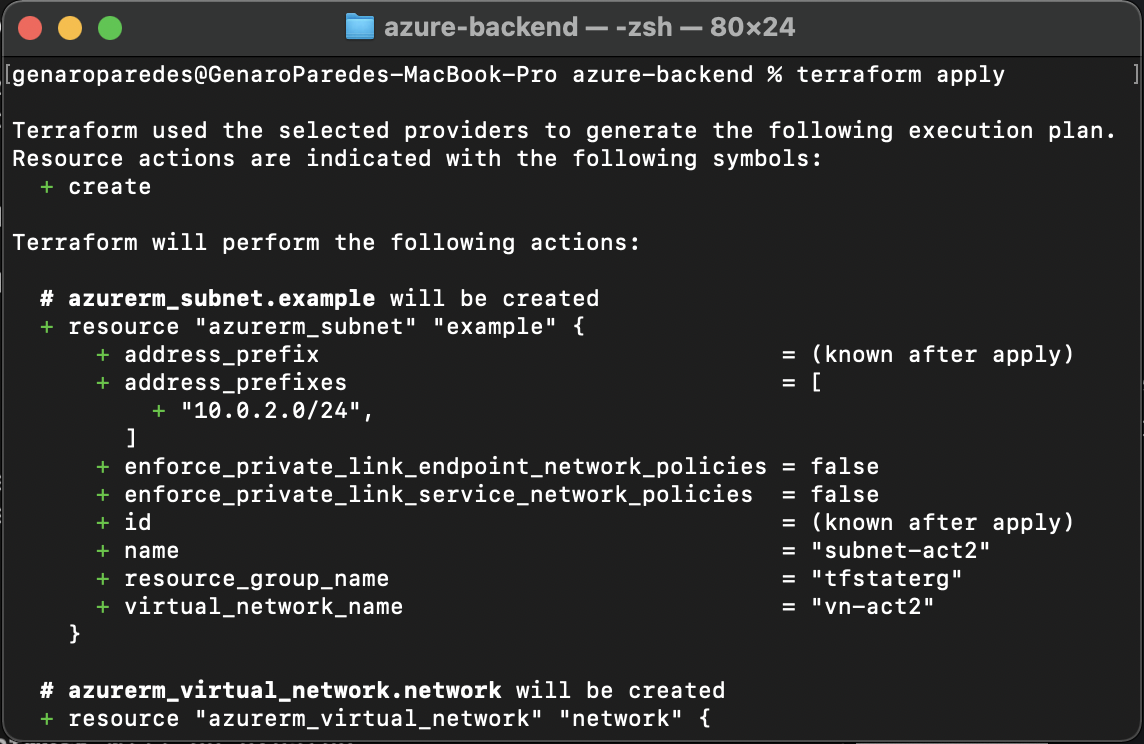 azure-backend — -zsh — 80×24
[genaroparedes@GenaroParedes-MacBook-Pro azure-backend % terraform apply ]
Terraform used the selected providers to generate the following execution plan.
Resource actions are indicated with the following symbols:
+ create
Terraform will perform the following actions:
# azurerm_subnet.example will be created
+ resource "azurerm_subnet" "example" {
+ address_prefix = (known after apply)
+ address_prefixes = [
+ "10.0.2.0/24",
]
+ enforce_private_link_endpoint_network_policies = false
+ enforce_private_link_service_network_policies = false
+ id = (known after apply)
+ name = "subnet-act2"
+ resource_group_name = "tfstaterg"
+ virtual_network_name = "vn-act2"
}
# azurerm_virtual_network.network will be created
+ resource "azurerm_virtual_network" "network" {